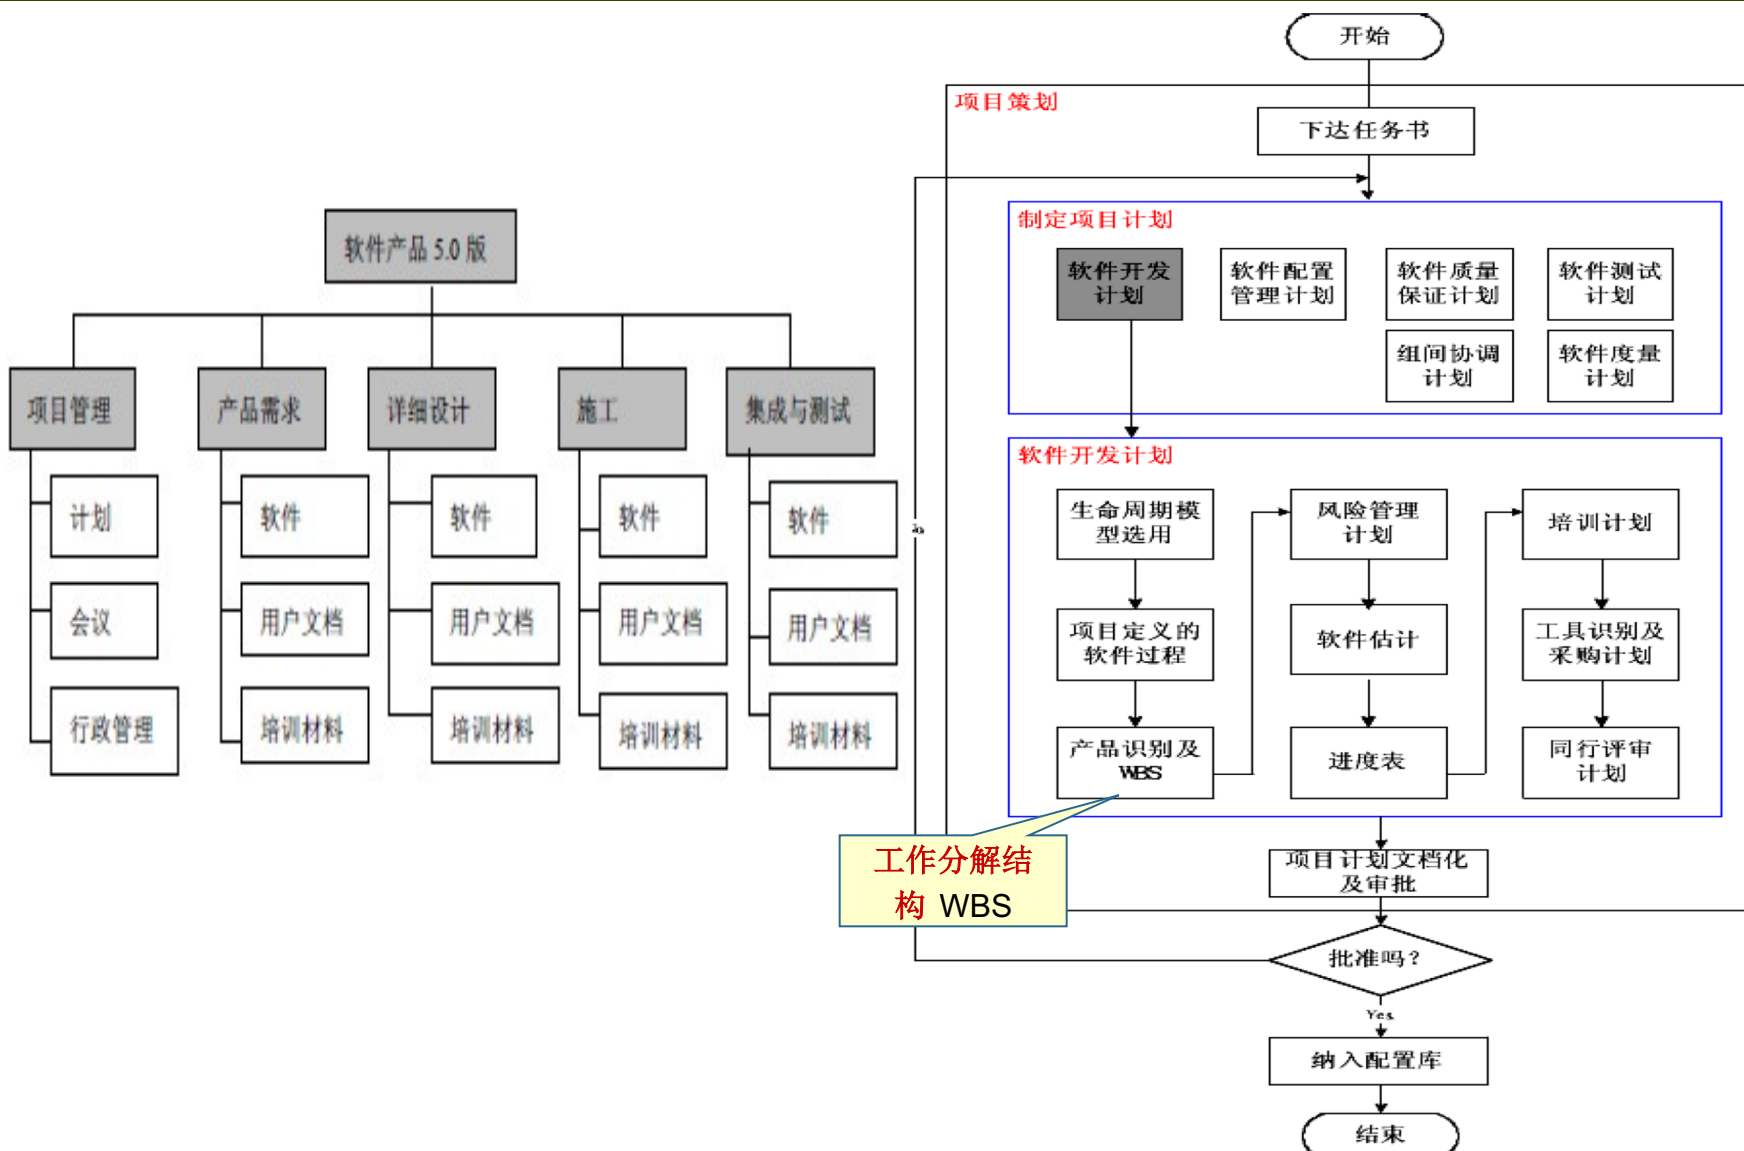 软件产品 5.0 版
项目管理
产品需求
详细设计
施工
集成与测试
计划
会议
行政管理
软件
用户文档
培训材料
软件
用户文档
培训材料
软件
用户文档
培训材料
软件
用户文档
培训材料
开始
项目策划
下达任务书
制定项目计划
软件开发
计划
软件配置
管理计划
软件质量
保证计划
软件测试
计划
组间协调
计划
软件度量
计划
软件开发计划
生命周期模
型选用
项目定义的
软件过程
产品识别及
WBS
风险管理
计划
软件估计
进度表
培训计划
工具识别及
采购计划
同行评审
计划
工作分解结
构 WBS
项目计划文档化
及审批
批准吗?
Yes
纳入配置库
结束